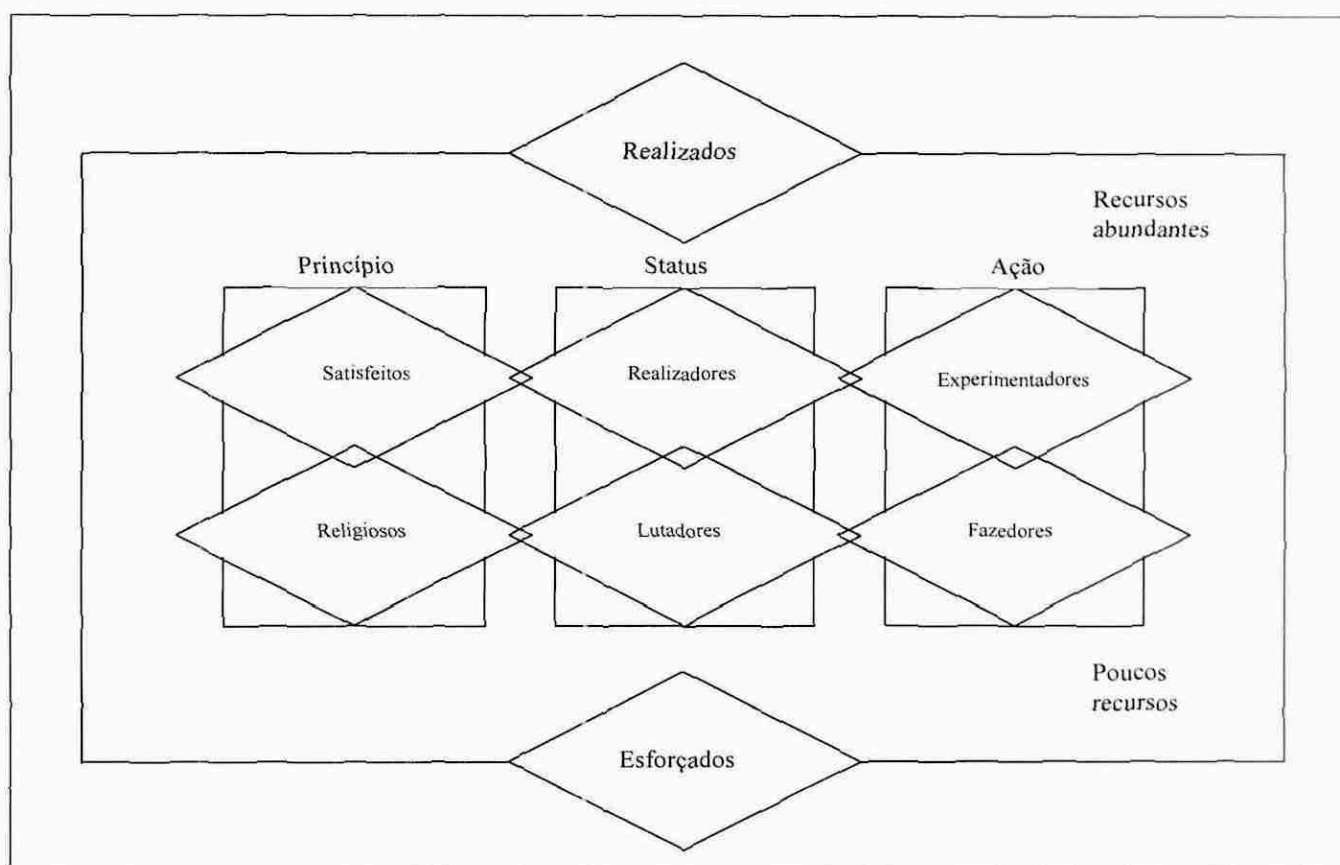 Realizados
Recursos
abundantes
Princípio
Status
Ação
Satisfeitos
Realizadores
Experimentadores
Religiosos
Lutadores
Fazedores
Poucos
recursos
Esforçados